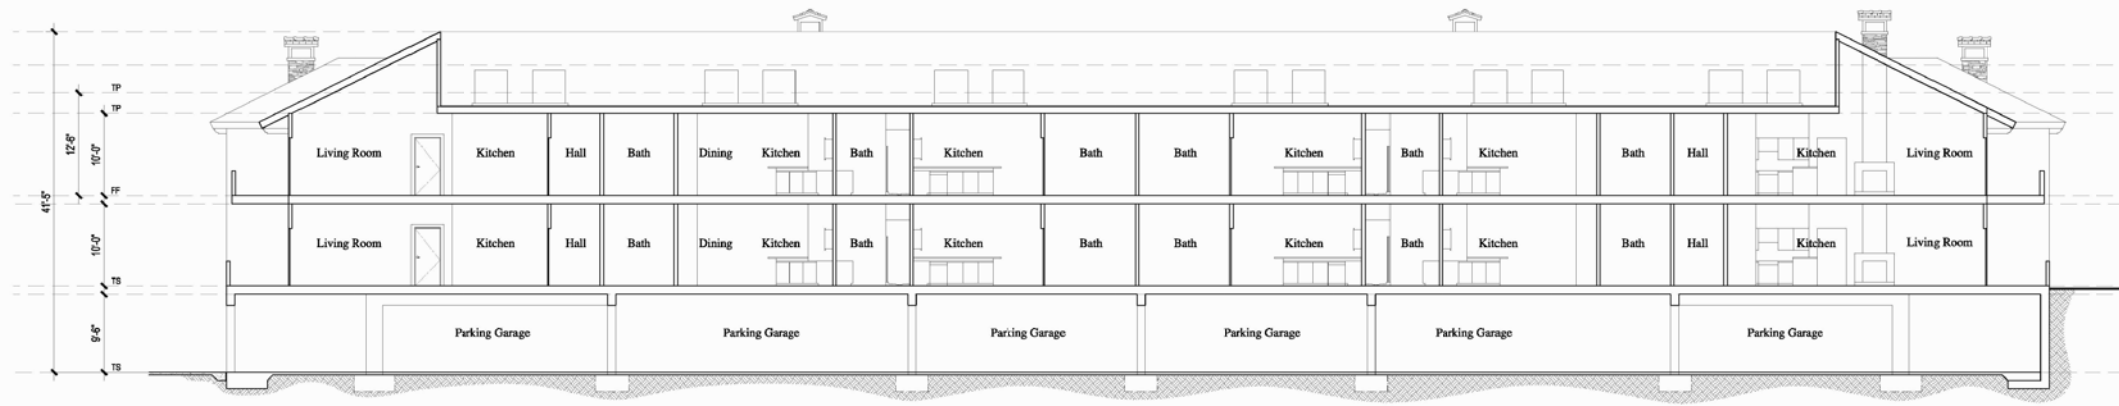 TP
TP
41'-5"
12'-6"
10'-0"
Living Room Kitchen Hall Bath Dining Kitchen Bath Kitchen Bath Bath Kitchen Bath Kitchen Bath Hall Kitchen Living Room
FF
10'-0"
Living Room Kitchen Hall Bath Dining Kitchen Bath Kitchen Bath Bath Kitchen Bath Kitchen Bath Hall Kitchen Living Room
TS
9'-6"
Parking Garage Parking Garage Parking Garage Parking Garage Parking Garage Parking Garage
TS